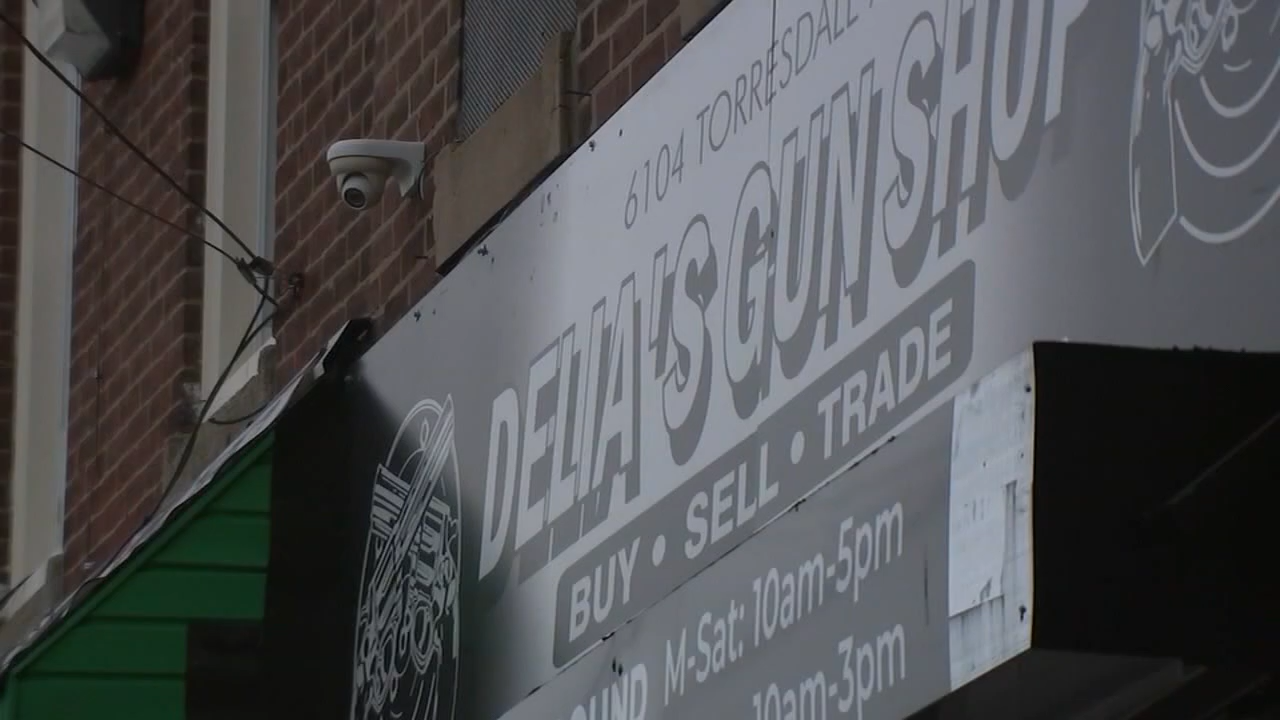 6104 TORRESDALE
DELIA'S GUN SHOP
BUY • SELL • TRADE
M-Sat: 10am-5pm
10am-3pm